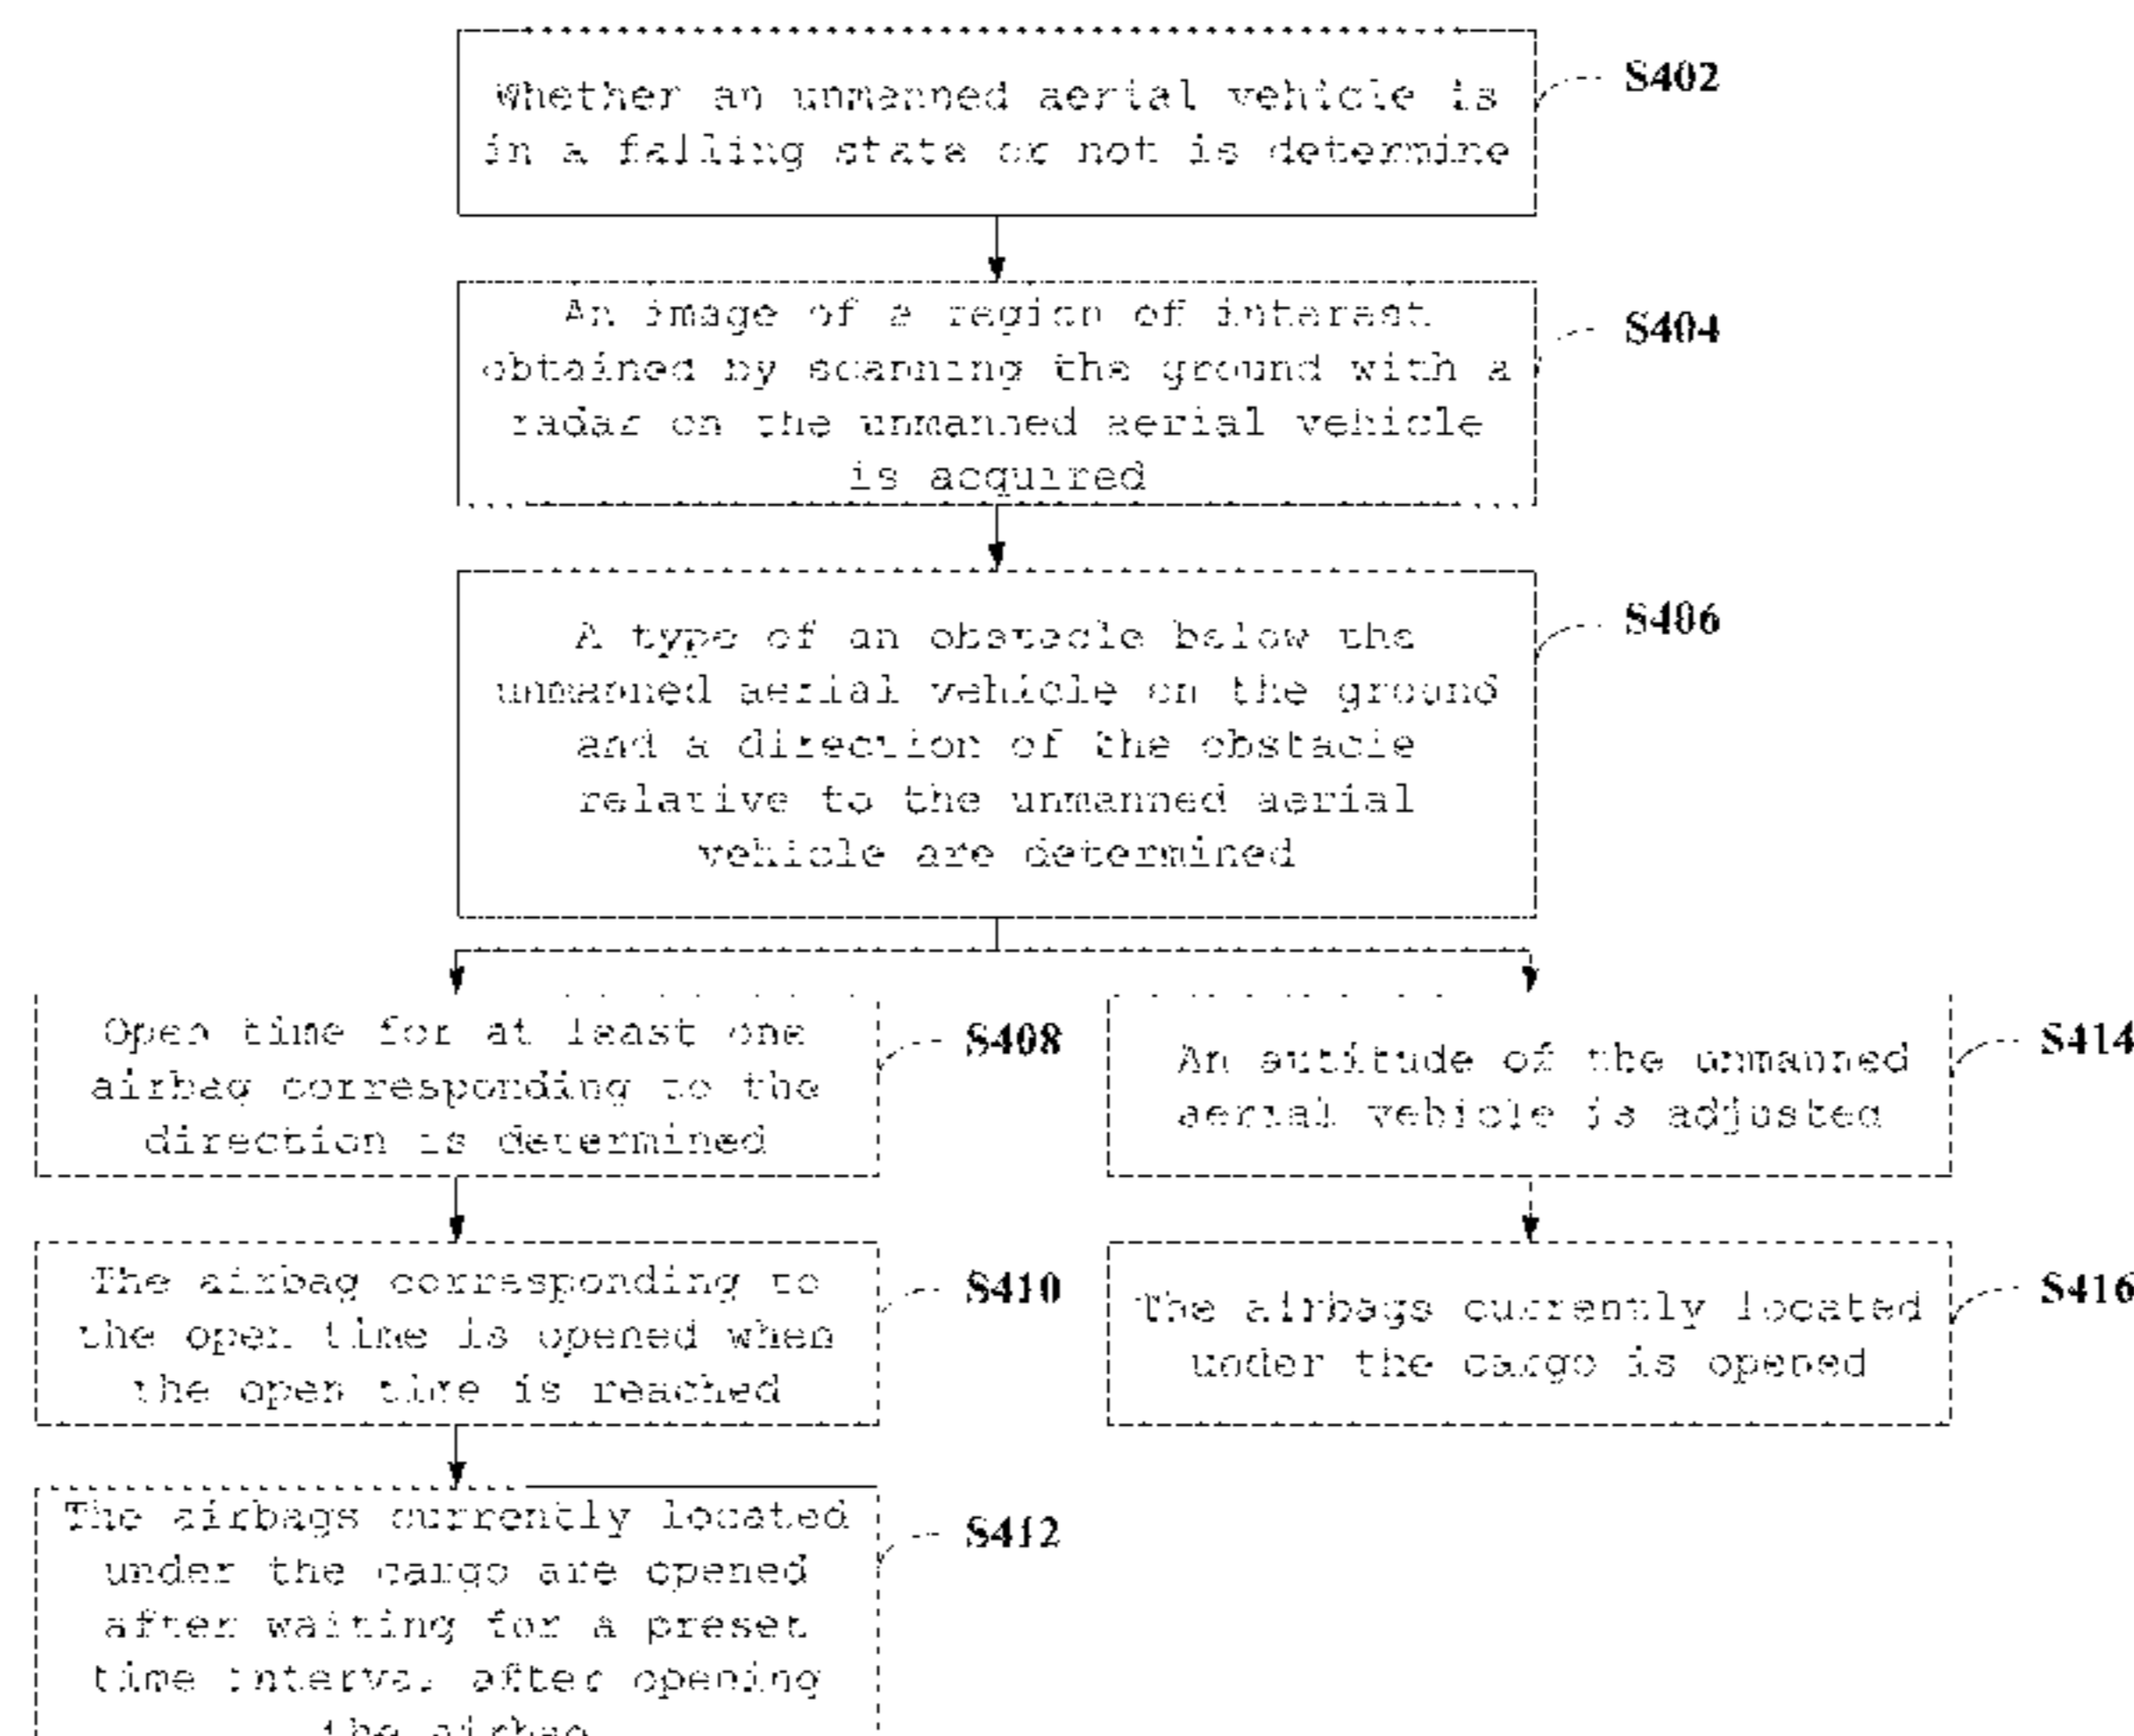 Whether an unmanned aerial vehicle is
in a falling state or not is determine
S402
An image of a region of interest
obtained by scanning the ground with a
radar on the unmanned aerial vehicle
is acquired
S404
A type of an obstacle below the
unmanned aerial vehicle on the ground
and a direction of the obstacle
relative to the unmanned aerial
vehicle are determined
S406
Open time for at least one
airbag corresponding to the
direction is determined
S408
An attitude of the unmanned
aerial vehicle is adjusted
S414
The airbag corresponding to
the open time is opened when
the open time is reached
S410
The airbags currently located
under the cargo is opened
S416
The airbags currently located
under the cargo are opened
after waiting for a preset
time interval after opening
the airbag
S412